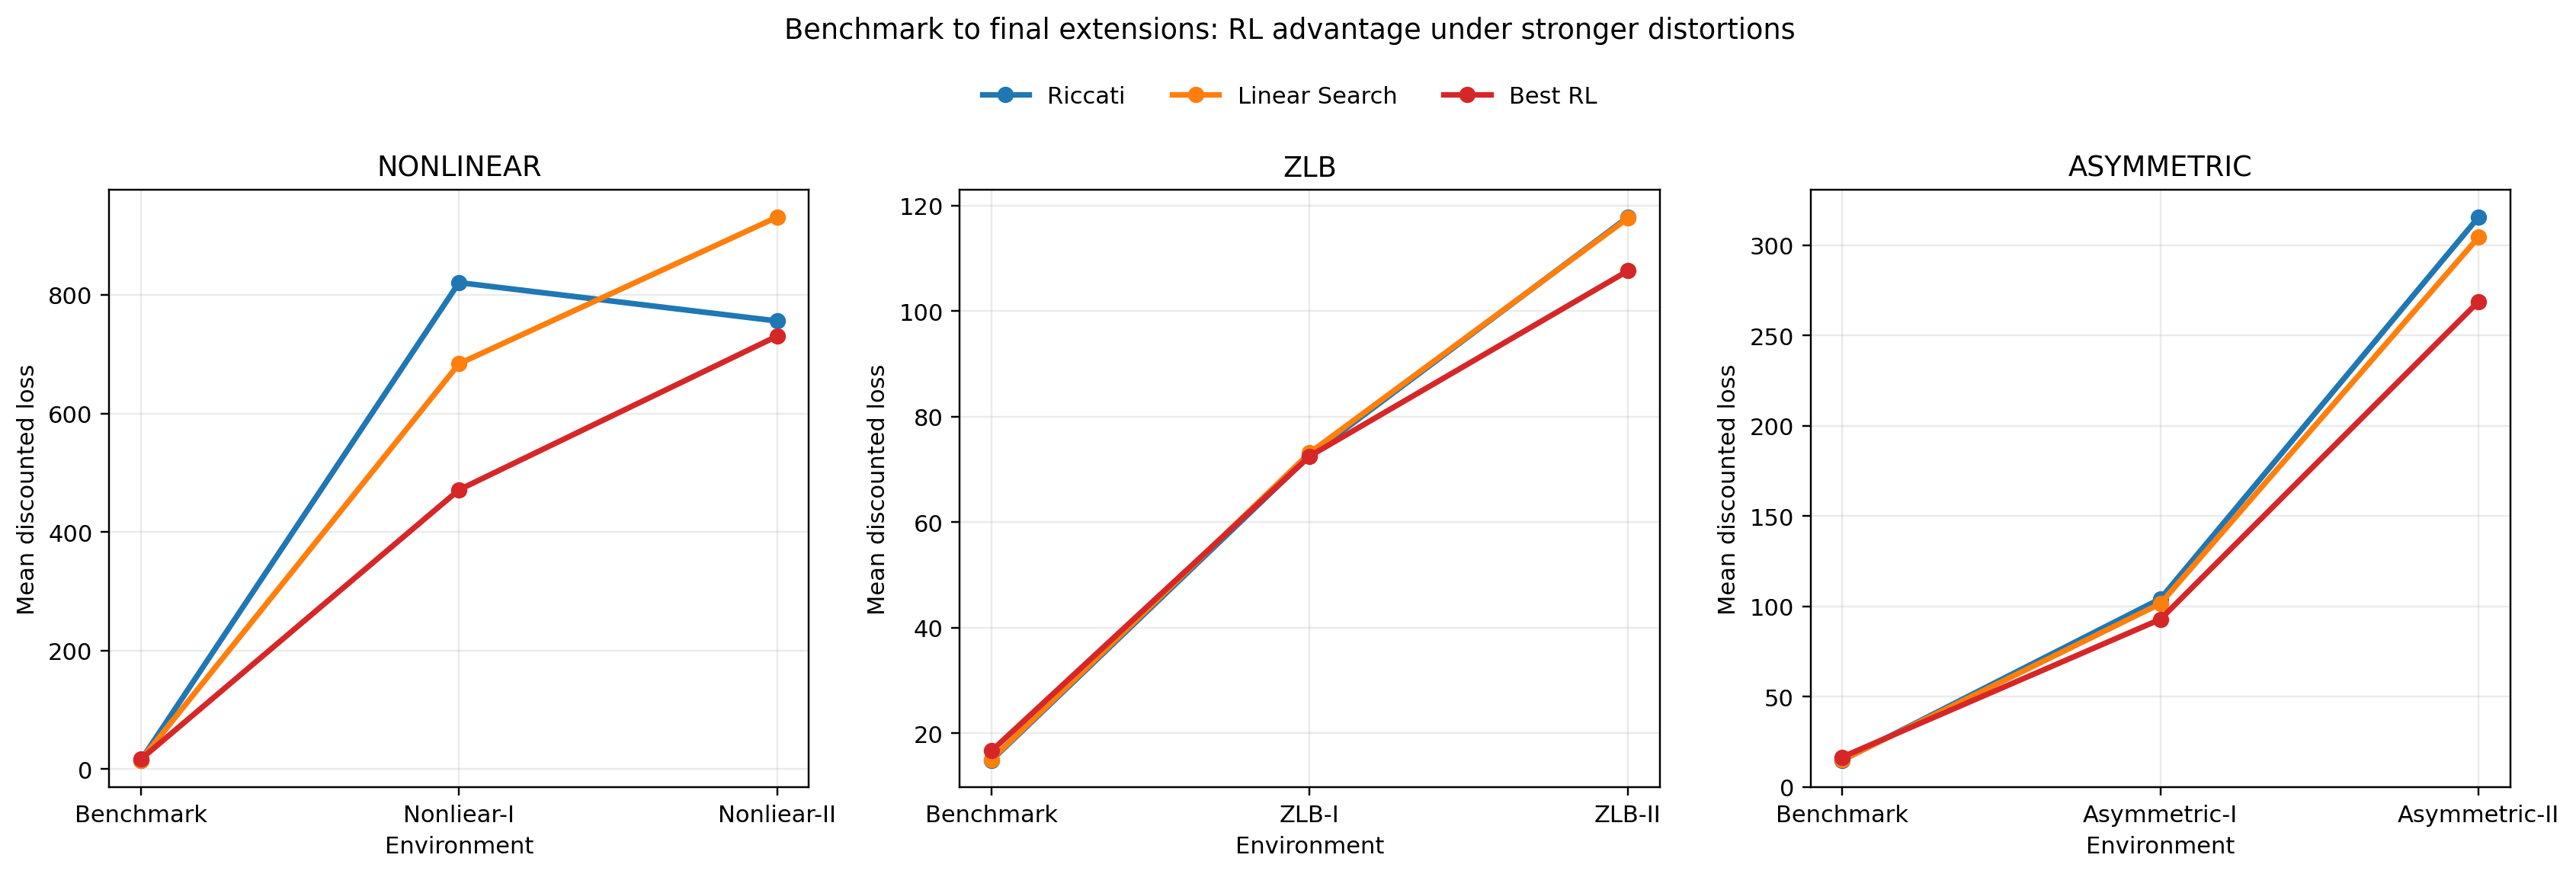 Benchmark to final extensions: RL advantage under stronger distortions
Riccati Linear Search Best RL
NONLINEAR
Mean discounted loss
800
600
400
200
0
Benchmark Nonliear-I Nonliear-II
Environment
ZLB
Mean discounted loss
120
100
80
60
40
20
Benchmark ZLB-I ZLB-II
Environment
ASYMMETRIC
Mean discounted loss
300
250
200
150
100
50
0
Benchmark Asymmetric-I Asymmetric-II
Environment